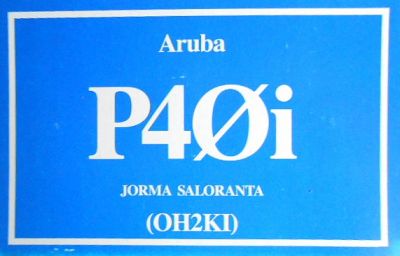 Aruba
P4Øi
JORMA SALORANTA
(OH2KI)